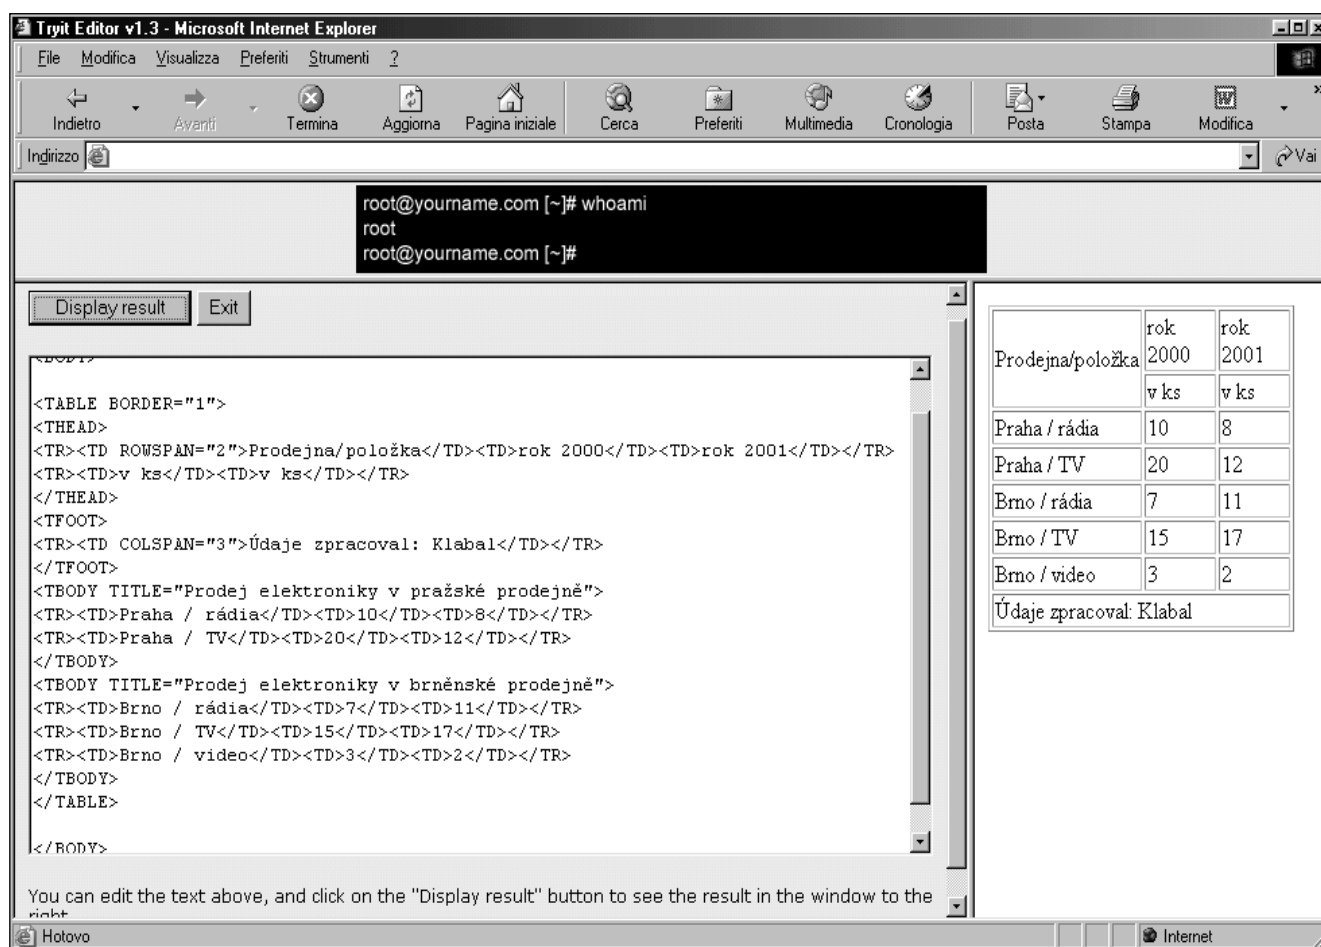 Tryit Editor v1.3 - Microsoft Internet Explorer
File Modifica Visualizza Preferiti Strumenti ?
Indietro Avanti Termina Aggiorna Pagina iniziale Cerca Preferiti Multimedia Cronologia Posta Stampa Modifica »
Indirizzo Vai
root@yourname.com [~]# whoami
root
root@yourname.com [~]#
Display result Exit
<BODY>
<TABLE BORDER="1">
<THEAD>
<TR><TD ROWSPAN="2">Prodejna/položka</TD><TD>rok 2000</TD><TD>rok 2001</TD></TR>
<TR><TD>v ks</TD><TD>v ks</TD></TR>
</THEAD>
<TFOOT>
<TR><TD COLSPAN="3">Údaje zpracoval: Klabal</TD></TR>
</TFOOT>
<TBODY TITLE="Prodej elektroniky v pražské prodejně">
<TR><TD>Praha / rádia</TD><TD>10</TD><TD>8</TD></TR>
<TR><TD>Praha / TV</TD><TD>20</TD><TD>12</TD></TR>
</TBODY>
<TBODY TITLE="Prodej elektroniky v brněnské prodejně">
<TR><TD>Brno / rádia</TD><TD>7</TD><TD>11</TD></TR>
<TR><TD>Brno / TV</TD><TD>15</TD><TD>17</TD></TR>
<TR><TD>Brno / video</TD><TD>3</TD><TD>2</TD></TR>
</TBODY>
</TABLE>
</BODY>
You can edit the text above, and click on the "Display result" button to see the result in the window to the
right
Prodejna/položka rok 2000 rok 2001
v ks v ks
Praha / rádia 10 8
Praha / TV 20 12
Brno / rádia 7 11
Brno / TV 15 17
Brno / video 3 2
Údaje zpracoval: Klabal
Hotovo Internet